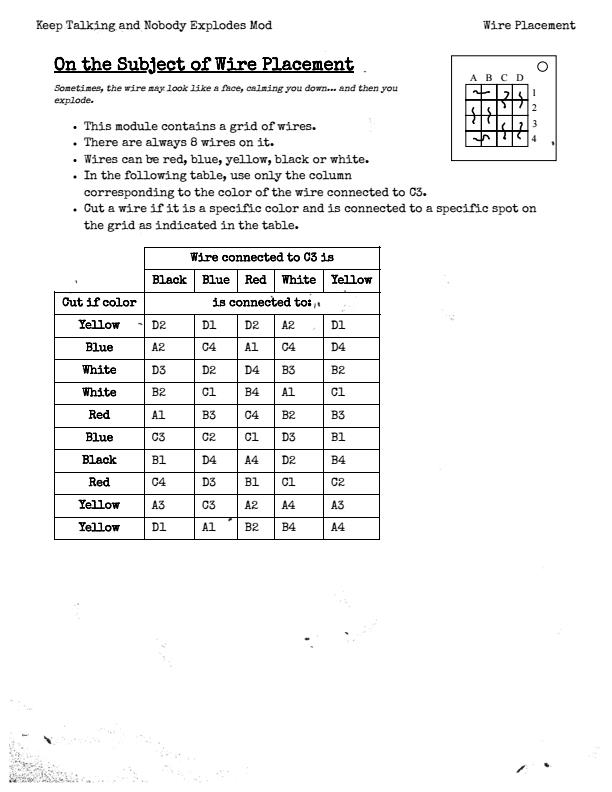 Keep Talking and Nobody Explodes Mod Wire Placement
On the Subject of Wire Placement
Sometimes, the wire may look like a face, calming you down... and then you
explode.
A B C D
1
2
3
4
• This module contains a grid of wires.
• There are always 8 wires on it.
• Wires can be red, blue, yellow, black or white.
• In the following table, use only the column
corresponding to the color of the wire connected to C3.
• Cut a wire if it is a specific color and is connected to a specific spot on
the grid as indicated in the table.
Wire connected to C3 is
Black Blue Red White Yellow
Cut if color is connected to:
Yellow D2 D1 D2 A2 D1
Blue A2 C4 A1 C4 D4
White D3 D2 D4 B3 B2
White B2 C1 B4 A1 C1
Red A1 B3 C4 B2 B3
Blue C3 C2 C1 D3 B1
Black B1 D4 A4 D2 B4
Red C4 D3 B1 C1 C2
Yellow A3 C3 A2 A4 A3
Yellow D1 A1 B2 B4 A4